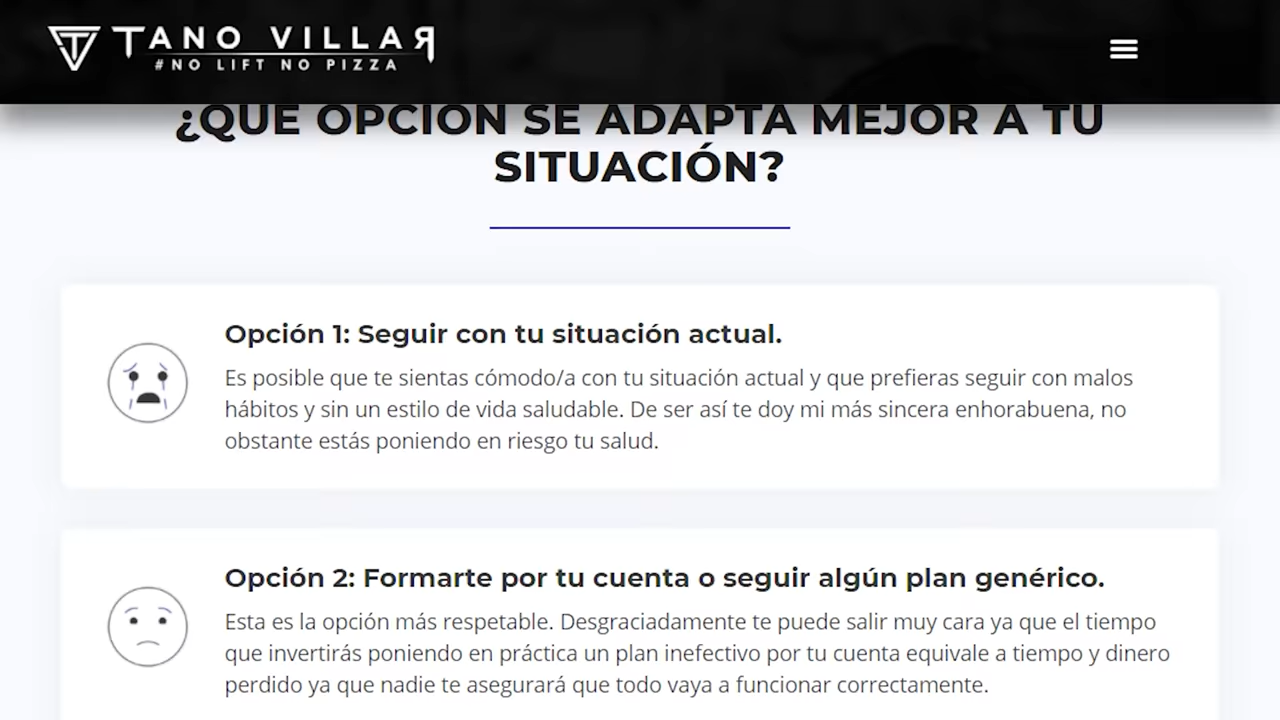 TANO VILLAR
#NO LIFT NO PIZZA
¿QUÉ OPCIÓN SE ADAPTA MEJOR A TU
SITUACIÓN?
Opción 1: Seguir con tu situación actual.
Es posible que te sientas cómodo/a con tu situación actual y que prefieras seguir con malos
hábitos y sin un estilo de vida saludable. De ser así te doy mi más sincera enhorabuena, no
obstante estás poniendo en riesgo tu salud.
Opción 2: Formarte por tu cuenta o seguir algún plan genérico.
Esta es la opción más respetable. Desgraciadamente te puede salir muy cara ya que el tiempo
que invertirás poniendo en práctica un plan inefectivo por tu cuenta equivale a tiempo y dinero
perdido ya que nadie te asegurará que todo vaya a funcionar correctamente.